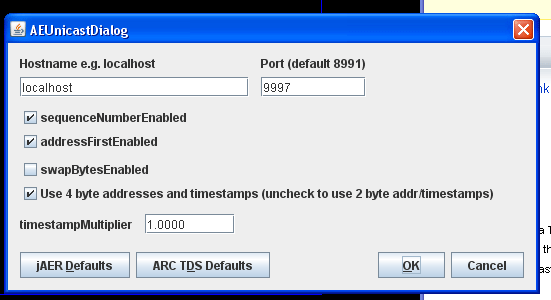 AEUnicastDialog
Hostname e.g. localhost Port (default 8991)
localhost 9997
sequenceNumberEnabled
addressFirstEnabled
swapBytesEnabled
Use 4 byte addresses and timestamps (uncheck to use 2 byte addr/timestamps)
timestampMultiplier 1.0000
jAER Defaults ARC TDS Defaults OK Cancel